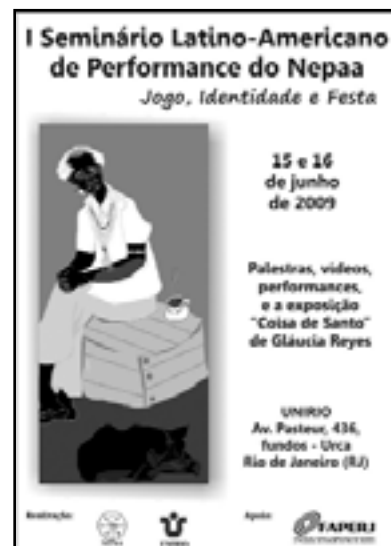 I Seminário Latino-Americano
de Performance do Nepaa
Jogo, Identidade e Festa
15 e 16
de junho
de 2009
Palestras, vídeos,
performances,
e a exposição
"Coisa de Santo"
de Gláucia Reyes
UNIRIO
Av. Pasteur, 436,
fundos - Urca
Rio de Janeiro (RJ)
Realização:
Apoio:
FAPERJ